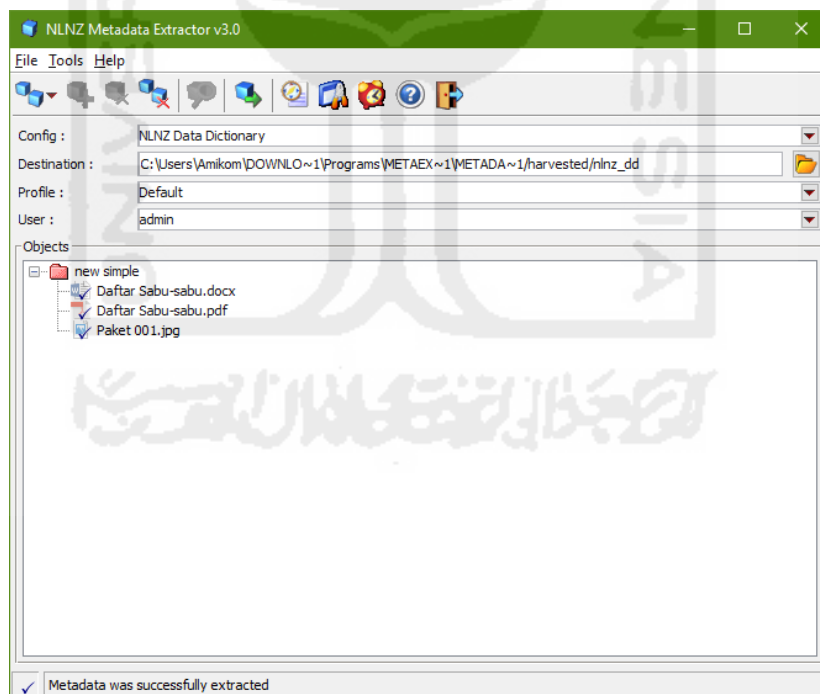 NLNZ Metadata Extractor v3.0
File Tools Help
Config : NLNZ Data Dictionary
Destination : C:\Users\Amikom\DOWNLO~1\Programs\METAEX~1\METADA~1/harvested/nlnz_dd
Profile : Default
User : admin
Objects
new simple
Daftar Sabu-sabu.docx
Daftar Sabu-sabu.pdf
Paket 001.jpg
Metadata was successfully extracted